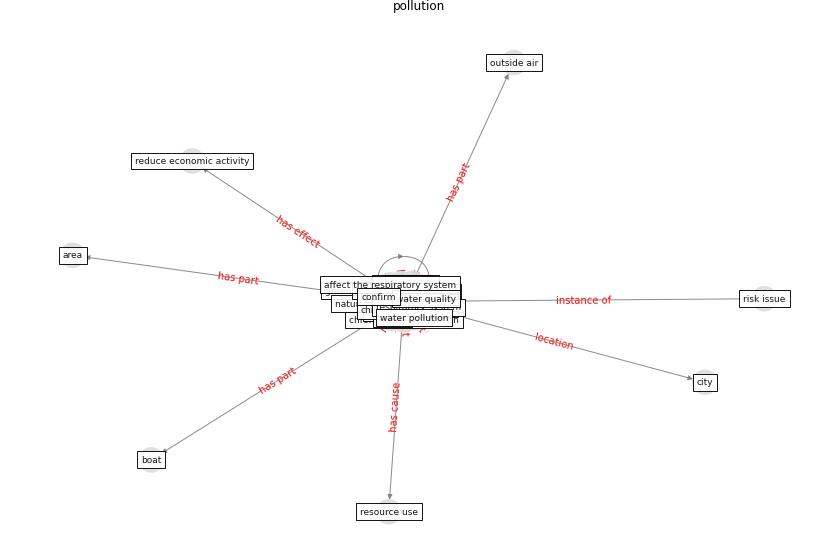 pollution
outside air
reduce economic activity
has part
has effect
area
has part
affect the respiratory system
confirm
water quality
risk issue
instance of
water pollution
location
city
has part
has cause
boat
resource use